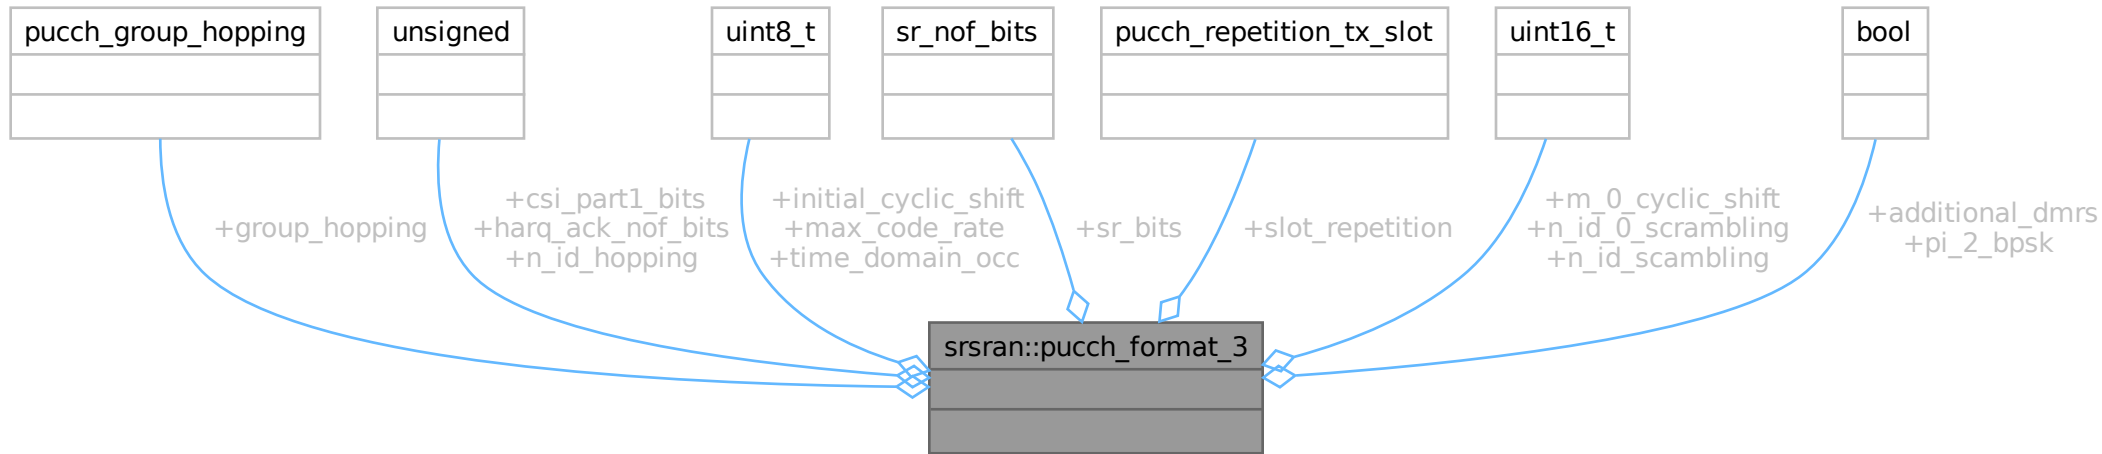 pucch_group_hopping
unsigned
uint8_t
sr_nof_bits
pucch_repetition_tx_slot
uint16_t
bool
+group_hopping
+csi_part1_bits
+harq_ack_nof_bits
+n_id_hopping
+initial_cyclic_shift
+max_code_rate
+time_domain_occ
+sr_bits
+slot_repetition
+m_0_cyclic_shift
+n_id_0_scrambling
+n_id_scambling
+additional_dmrs
+pi_2_bpsk
srsran::pucch_format_3